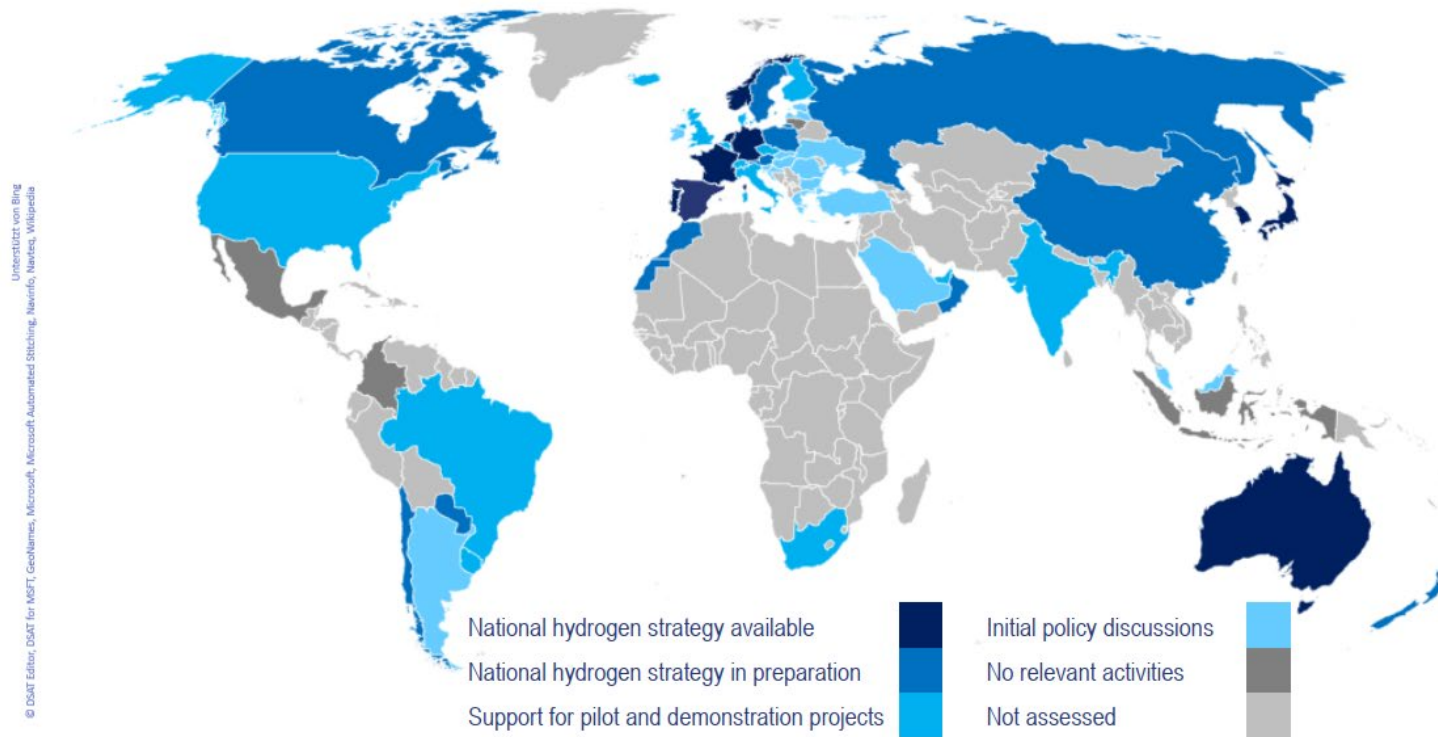 Unterstützt von Bing
© DSAT Editor, DSAT for MSFT, GeoNames, Microsoft, Microsoft Automated Stitching, Navinfo, Navteq, Wikipedia
National hydrogen strategy available
National hydrogen strategy in preparation
Support for pilot and demonstration projects
Initial policy discussions
No relevant activities
Not assessed